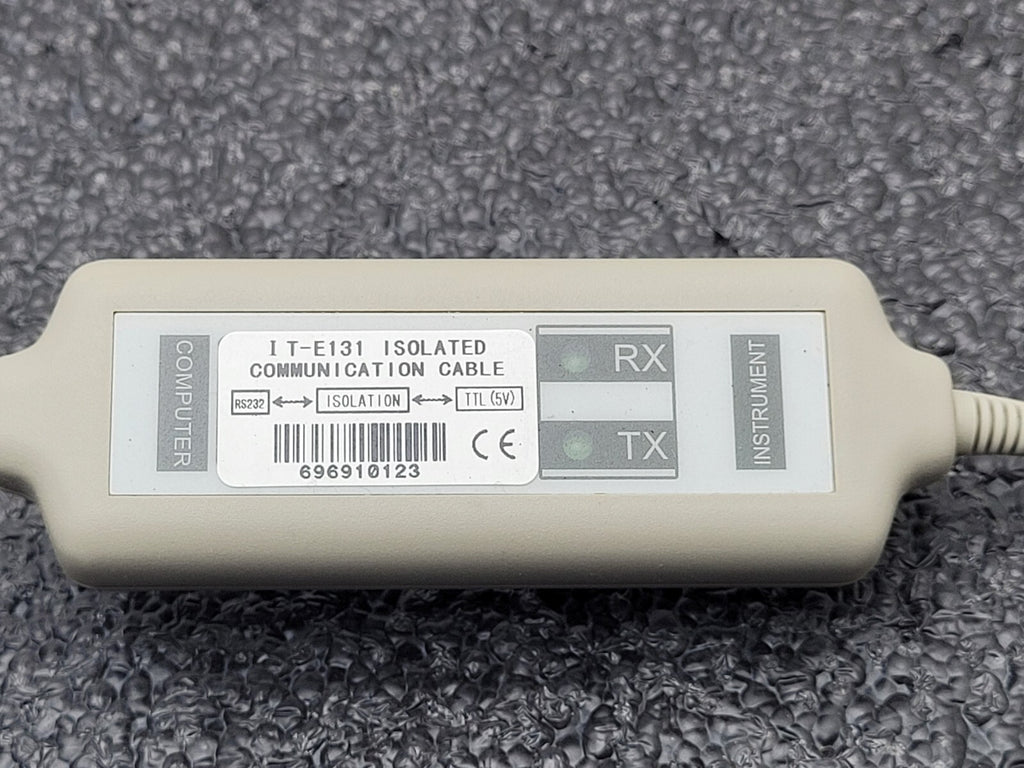 COMPUTER
IT-E131 ISOLATED
COMMUNICATION CABLE
RS232 ISOLATION TTL (5V)
696910123
CE
RX
TX
INSTRUMENT